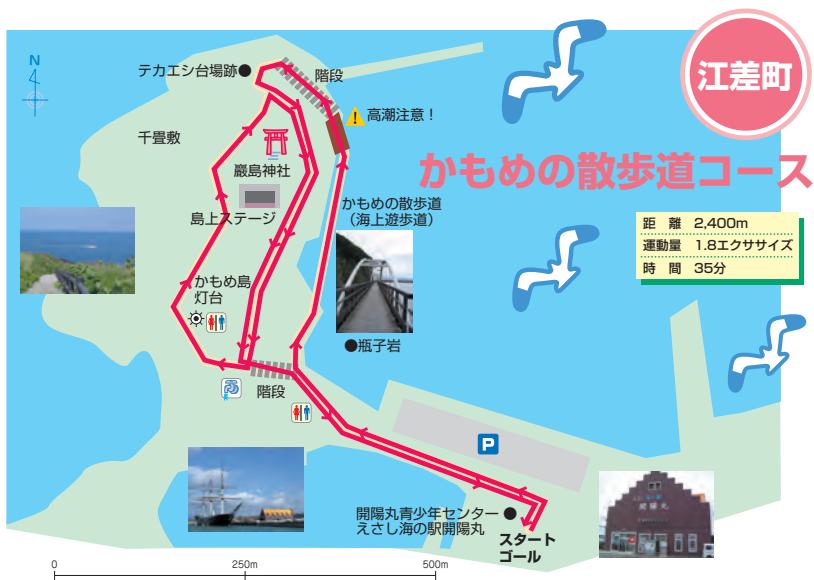 江差町
かもめの散歩道コース
距　離　2,400m
運動量　1.8エクササイズ
時　間　35分
N
テカエシ台場跡
階段
高潮注意！
千畳敷
巌島神社
島上ステージ
かもめの散歩道
（海上遊歩道）
かもめ島
灯台
瓶子岩
階段
P
開陽丸青少年センター
えさし海の駅開陽丸
スタート
ゴール
開陽丸
0 250m 500m